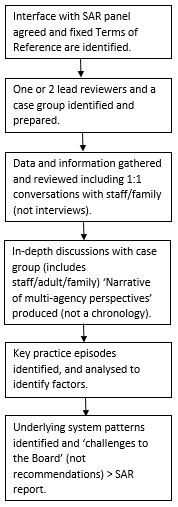 Interface with SAR panel
agreed and fixed Terms of
Reference are identified.
One or 2 lead reviewers and a
case group identified and
prepared.
Data and information gathered
and reviewed including 1:1
conversations with staff/family
(not interviews).
In-depth discussions with case
group (includes
staff/adult/family) ‘Narrative
of multi-agency perspectives’
produced (not a chronology).
Key practice episodes
identified, and analysed to
identify factors.
Underlying system patterns
identified and ‘challenges to
the Board’ (not
recommendations) > SAR
report.